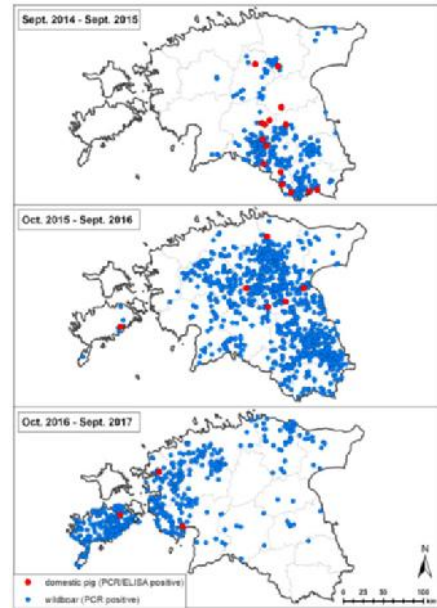 Sept. 2014 - Sept. 2015
Oct. 2015 - Sept. 2016
Oct. 2016 - Sept. 2017
N
domestic pig (PCR/ELISA positive)
wildboar (PCR positive)
0 25 50 100